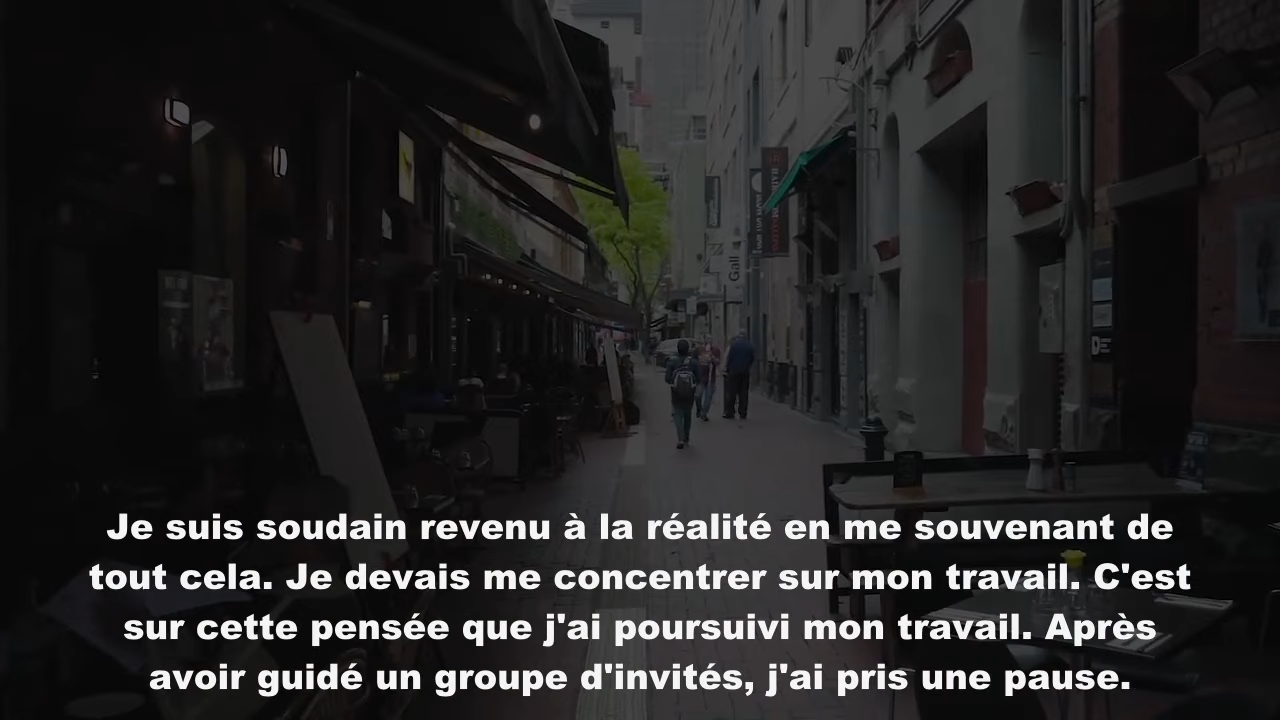 Gall
DE
Je suis soudain revenu à la réalité en me souvenant de
tout cela. Je devais me concentrer sur mon travail. C'est
sur cette pensée que j'ai poursuivi mon travail. Après
avoir guidé un groupe d'invités, j'ai pris une pause.